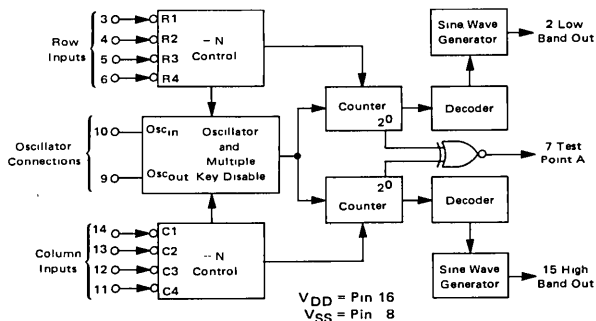 Row
Inputs
3
4
5
6
R1
R2
R3
R4
– N
Control
Sine Wave
Generator
2 Low
Band Out
Counter
2⁰
Decoder
Oscillator
Connections
10
9
Osc in
Osc out
Oscillator
and
Multiple
Key Disable
7 Test
Point A
Counter
2⁰
Decoder
Column
Inputs
14
13
12
11
C1
C2
C3
C4
-- N
Control
Sine Wave
Generator
15 High
Band Out
VDD = Pin 16
VSS = Pin 8